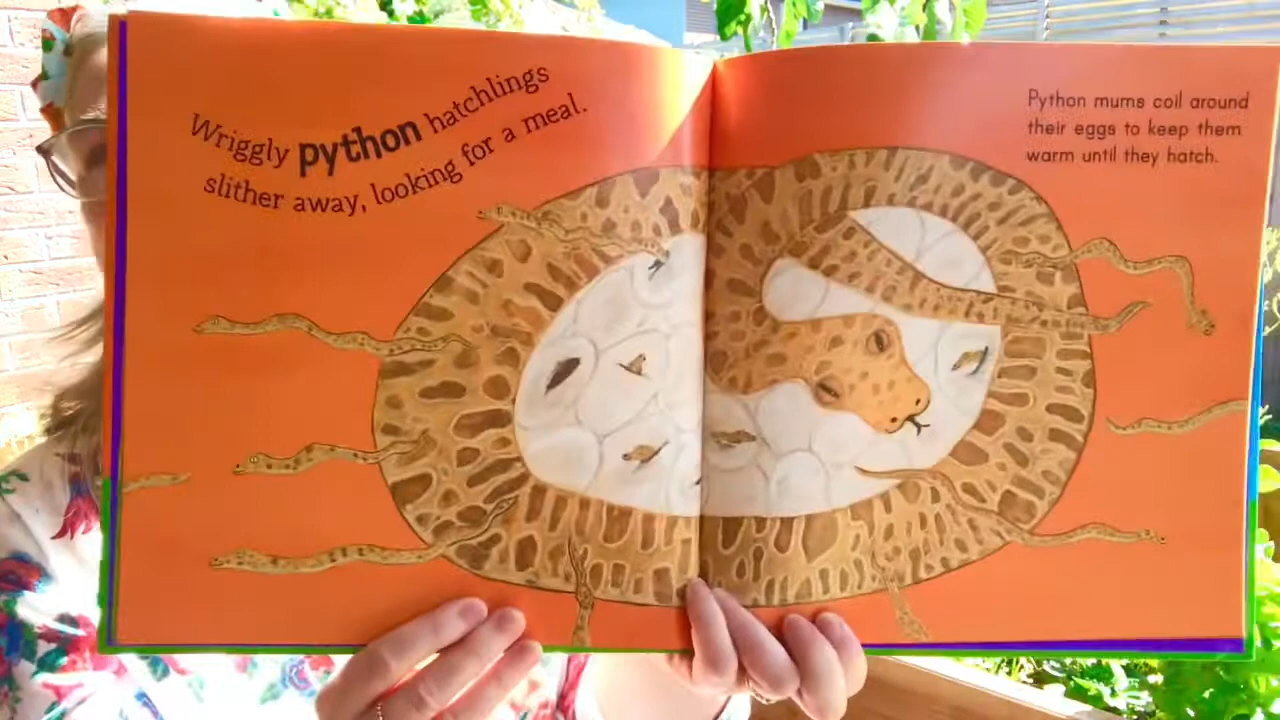 Wriggly python hatchlings
slither away, looking for a meal.
Python mums coil around
their eggs to keep them
warm until they hatch.